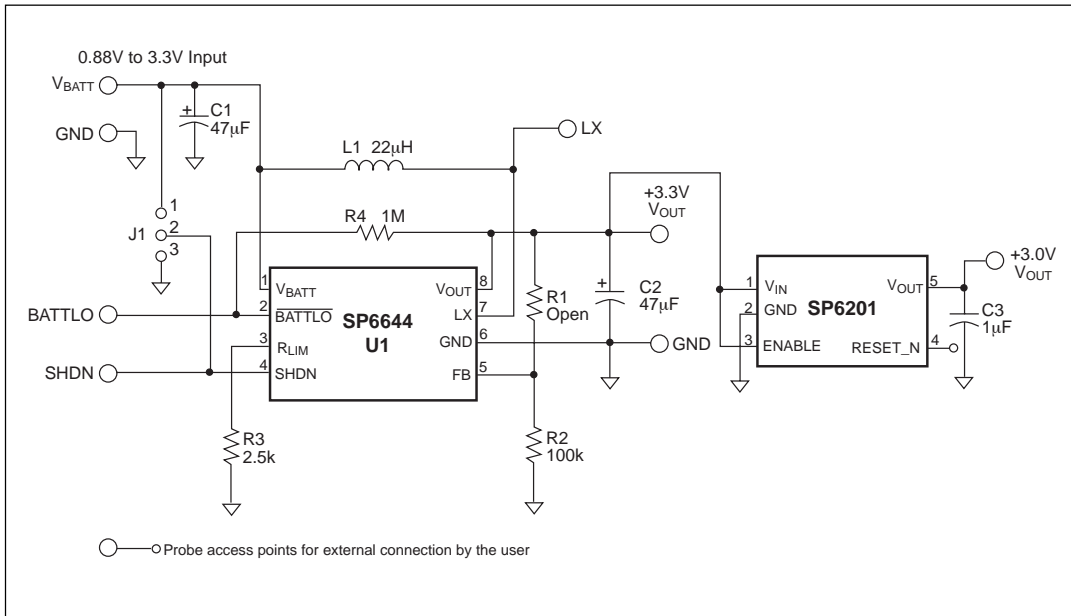 0.88V to 3.3V Input
VBATT
C1
47µF
GND
LX
L1 22µH
+3.3V
VOUT
R4 1M
J1
1
2
3
1
VBATT
VOUT
8
R1
Open
C2
47µF
BATTLO
2
BATTLO
SP6644
U1
LX
7
3
RLIM
GND
6
GND
SHDN
4
SHDN
FB
5
R3
2.5k
R2
100k
1
VIN
VOUT
5
+3.0V
VOUT
2
GND
SP6201
C3
1µF
3
ENABLE
RESET_N
4
Probe access points for external connection by the user